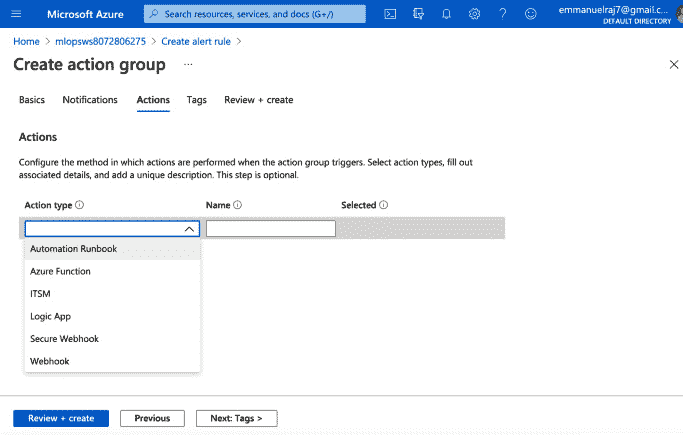 Microsoft Azure
Search resources, services, and docs (G+/)
emmanuelraj7@gmail.c...
DEFAULT DIRECTORY
Home > mlopsws8072806275 > Create alert rule >
Create action group ...
Basics Notifications Actions Tags Review + create
Actions
Configure the method in which actions are performed when the action group triggers. Select action types, fill out
associated details, and add a unique description. This step is optional.
Action type Name Selected
Automation Runbook
Azure Function
ITSM
Logic App
Secure Webhook
Webhook
Review + create Previous Next: Tags >